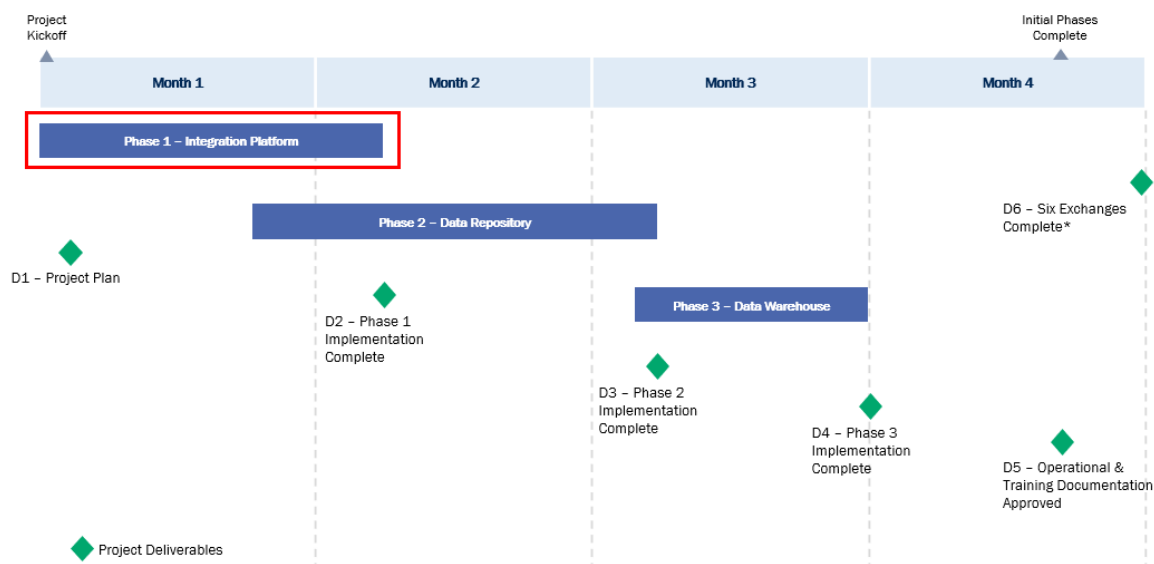 Project
Kickoff
Initial Phases
Complete
Month 1
Month 2
Month 3
Month 4
Phase 1 – Integration Platform
Phase 2 – Data Repository
D6 – Six Exchanges
Complete*
D1 – Project Plan
Phase 3 – Data Warehouse
D2 – Phase 1
Implementation
Complete
D3 – Phase 2
Implementation
Complete
D4 – Phase 3
Implementation
Complete
D5 – Operational &
Training Documentation
Approved
Project Deliverables